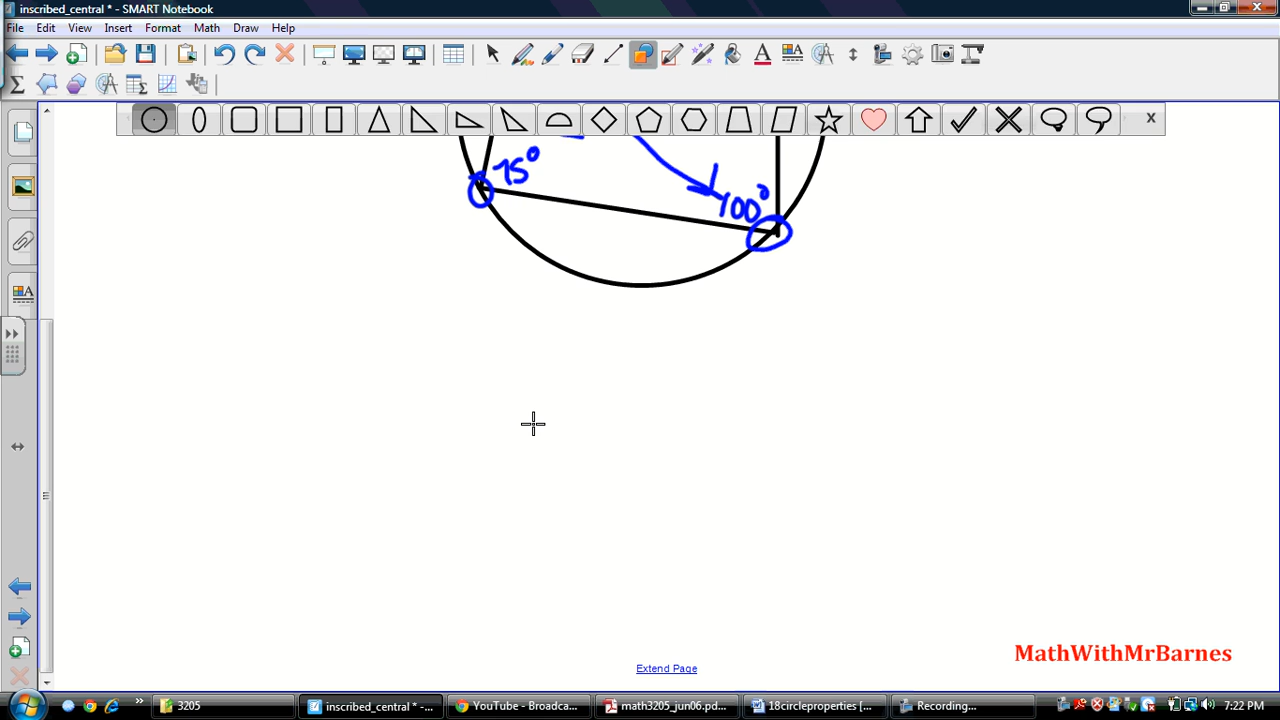 inscribed_central * - SMART Notebook
File Edit View Insert Format Math Draw Help
75°
100°
MathWithMrBarnes
Extend Page
3205
inscribed_central * -...
YouTube - Broadca...
math3205_jun06.pd...
18circleproperties [...
Recording...
7:22 PM